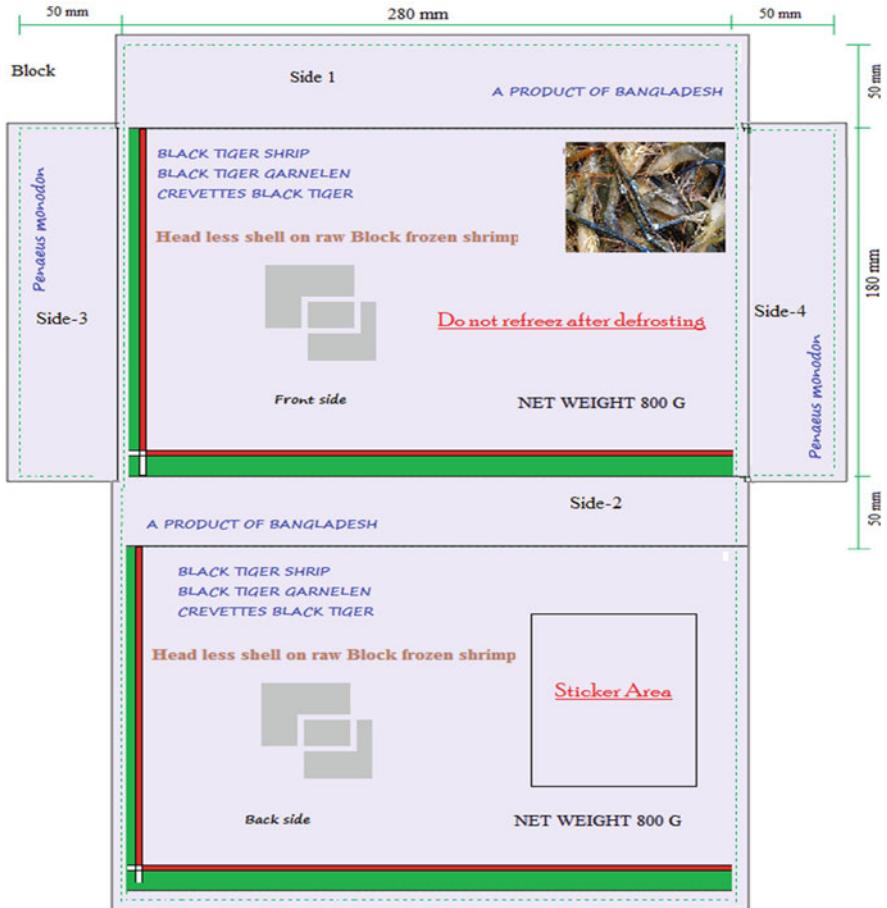 50 mm
280 mm
50 mm
Block
Side 1
A PRODUCT OF BANGLADESH
50 mm
BLACK TIGER SHRIP
BLACK TIGER GARNELEN
CREVETTES BLACK TIGER
Head less shell on raw Block frozen shrimp
Penaeus monodon
Side-3
Do not refreez after defrosting
Side-4
Penaeus monodon
180 mm
Front side
NET WEIGHT 800 G
Side-2
A PRODUCT OF BANGLADESH
50 mm
BLACK TIGER SHRIP
BLACK TIGER GARNELEN
CREVETTES BLACK TIGER
Head less shell on raw Block frozen shrimp
Sticker Area
Back side
NET WEIGHT 800 G